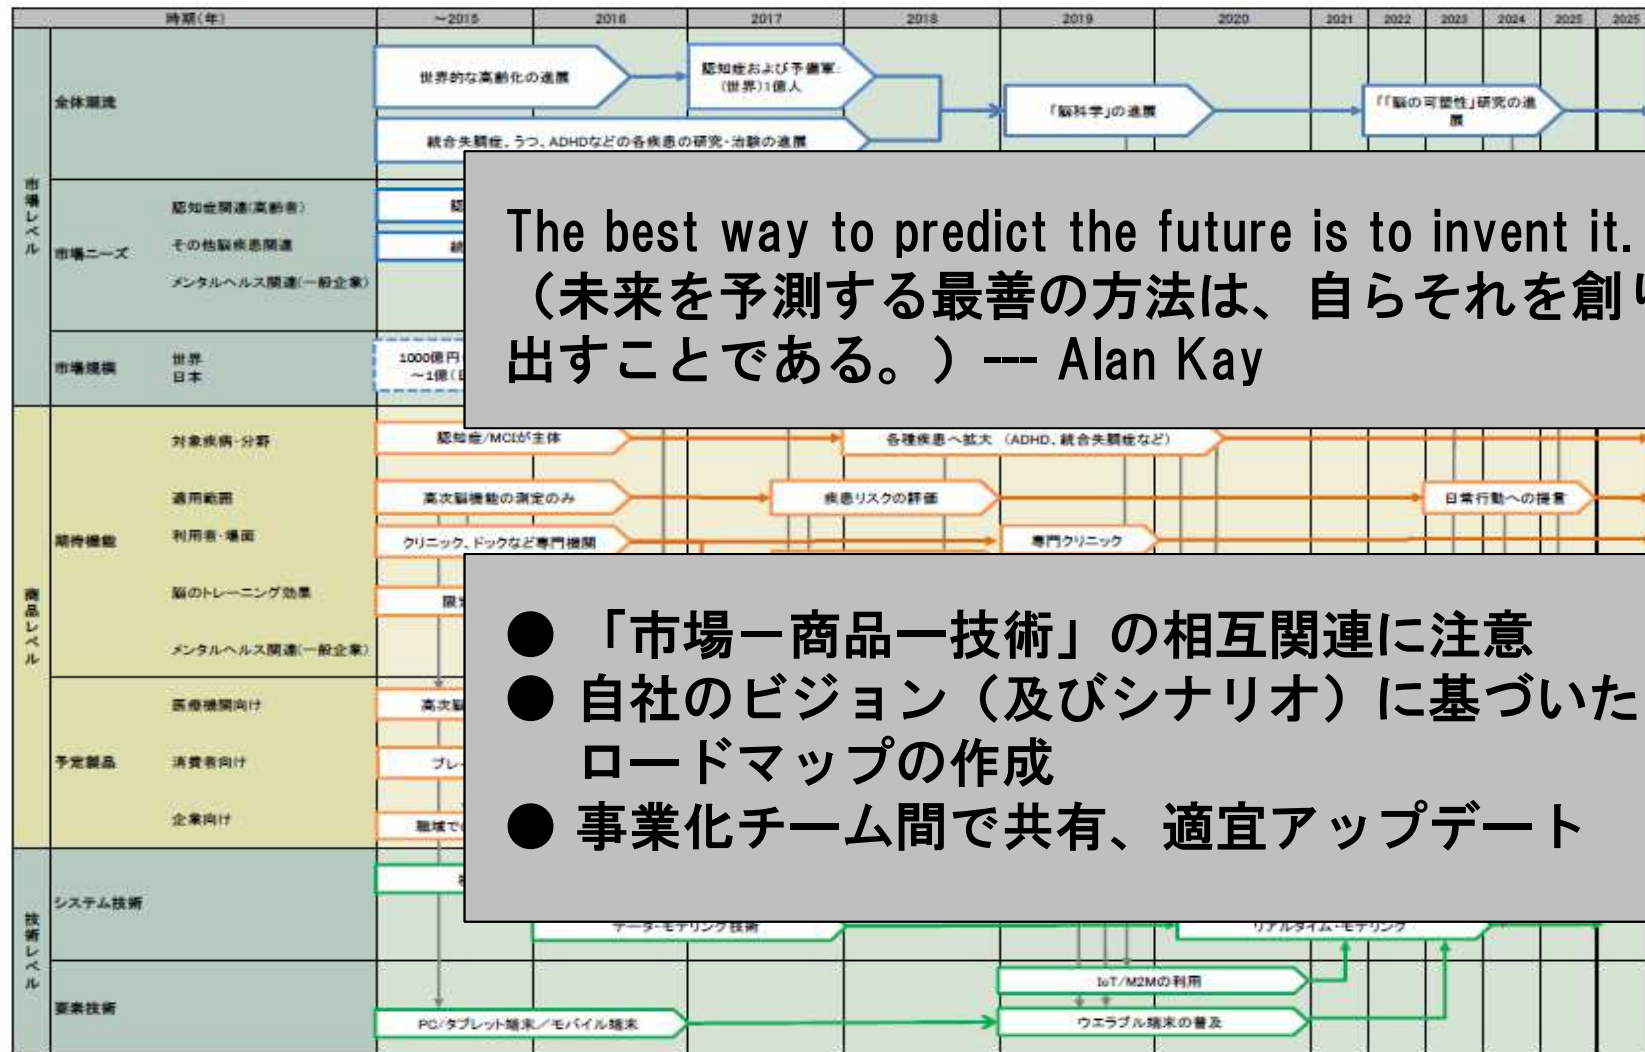 時期(年)
～2015
2016
2017
2018
2019
2020
2021
2022
2023
2024
2025
2025
市場レベル
全体潮流
世界的な高齢化の進展
認知症および予備軍:
(世界)1億人
「脳科学」の進展
「「脳の可塑性」研究の進
展
統合失調症、うつ、ADHDなどの各疾患の研究・治験の進展
市場ニーズ
認知症関連(高齢者)
その他脳疾患関連
メンタルヘルス関連(一般企業)
The best way to predict the future is to invent it.
（未来を予測する最善の方法は、自らそれを創り
出すことである。）--- Alan Kay
市場規模
世界
日本
1000億円
～1億(
商品レベル
期待機能
対象疾病・分野
認知症/MCIが主体
各種疾患へ拡大 （ADHD、統合失調症など）
適用範囲
高次脳機能の測定のみ
疾患リスクの評価
日常行動への提言
利用者・場面
クリニック、ドックなど専門機関
専門クリニック
脳のトレーニング効果
メンタルヘルス関連(一般企業)
● 「市場－商品－技術」の相互関連に注意
● 自社のビジョン（及びシナリオ）に基づいた
ロードマップの作成
● 事業化チーム間で共有、適宜アップデート
予定製品
医療機関向け
高次脳
消費者向け
ブレー
企業向け
職域での
技術レベル
システム技術
データ・モデリング技術
リアルタイム・モデリング
要素技術
IoT/M2Mの利用
PC/タブレット端末／モバイル端末
ウエラブル端末の普及